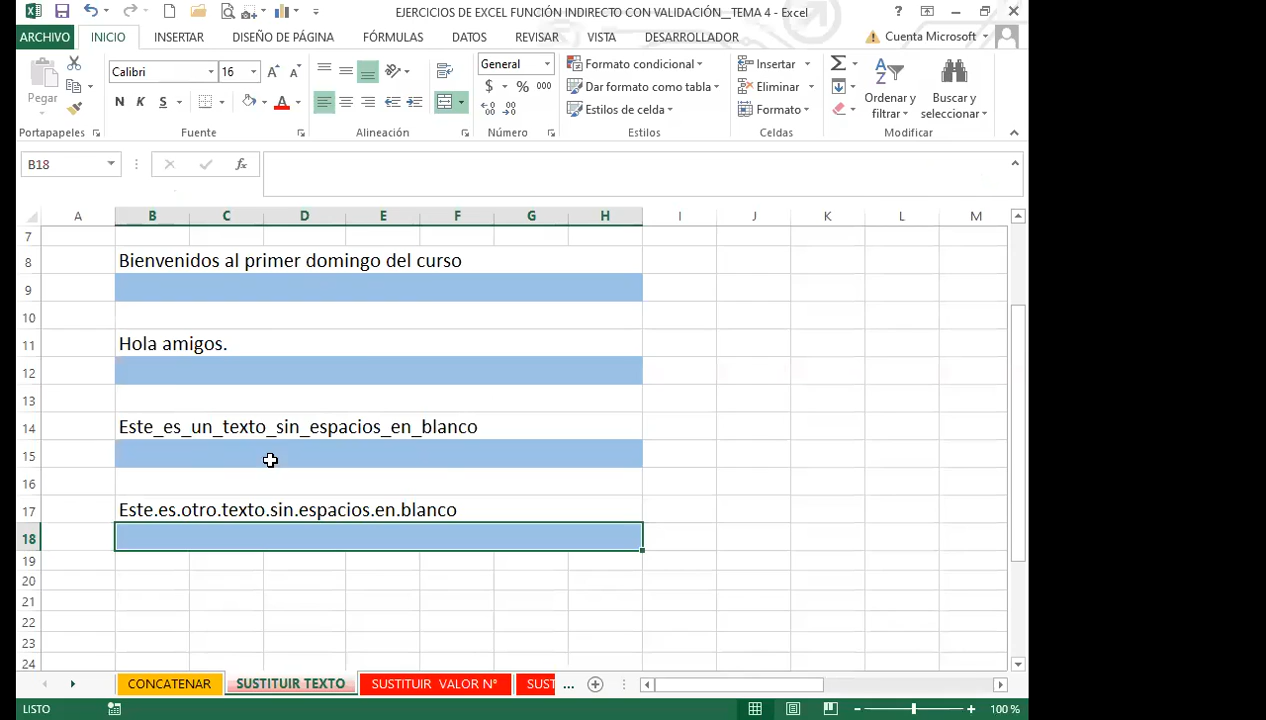 EJERCICIOS DE EXCEL FUNCIÓN INDIRECTO CON VALIDACIÓN__TEMA 4 - Excel
?
ARCHIVO INICIO INSERTAR DISEÑO DE PÁGINA FÓRMULAS DATOS REVISAR VISTA DESARROLLADOR Cuenta Microsoft
Calibri 16 General Formato condicional Insertar
Pegar N K S A $ % 000 Dar formato como tabla Eliminar Ordenar y filtrar Buscar y seleccionar
Estilos de celda Formato
Portapapeles Fuente Alineación Número Estilos Celdas Modificar
B18 fx
A B C D E F G H I J K L M
7
8 Bienvenidos al primer domingo del curso
9
10
11 Hola amigos.
12
13
14 Este_es_un_texto_sin_espacios_en_blanco
15
16
17 Este.es.otro.texto.sin.espacios.en.blanco
18
19
20
21
22
23
24
CONCATENAR SUSTITUIR TEXTO SUSTITUIR VALOR N° SUST ...
LISTO 100 %